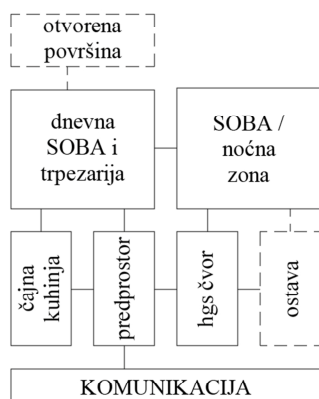 otvorena
površina
dnevna
SOBA i
trpezarija
SOBA /
noćna
zona
čajna
kuhinja
predprostor
hgs čvor
ostava
KOMUNIKACIJA